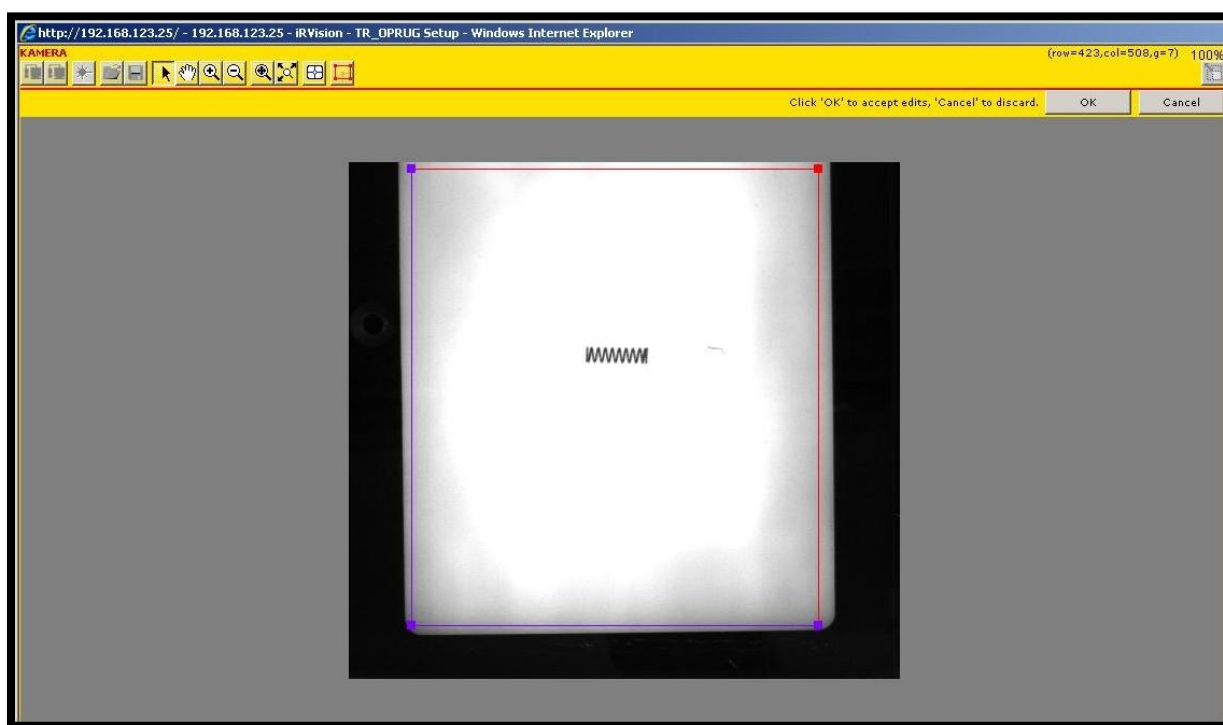 http://192.168.123.25/ - 192.168.123.25 - iRVision - TR_OPRUG Setup - Windows Internet Explorer
KAMERA
(row=423,col=508,g=7) 100%
Click 'OK' to accept edits, 'Cancel' to discard. OK Cancel